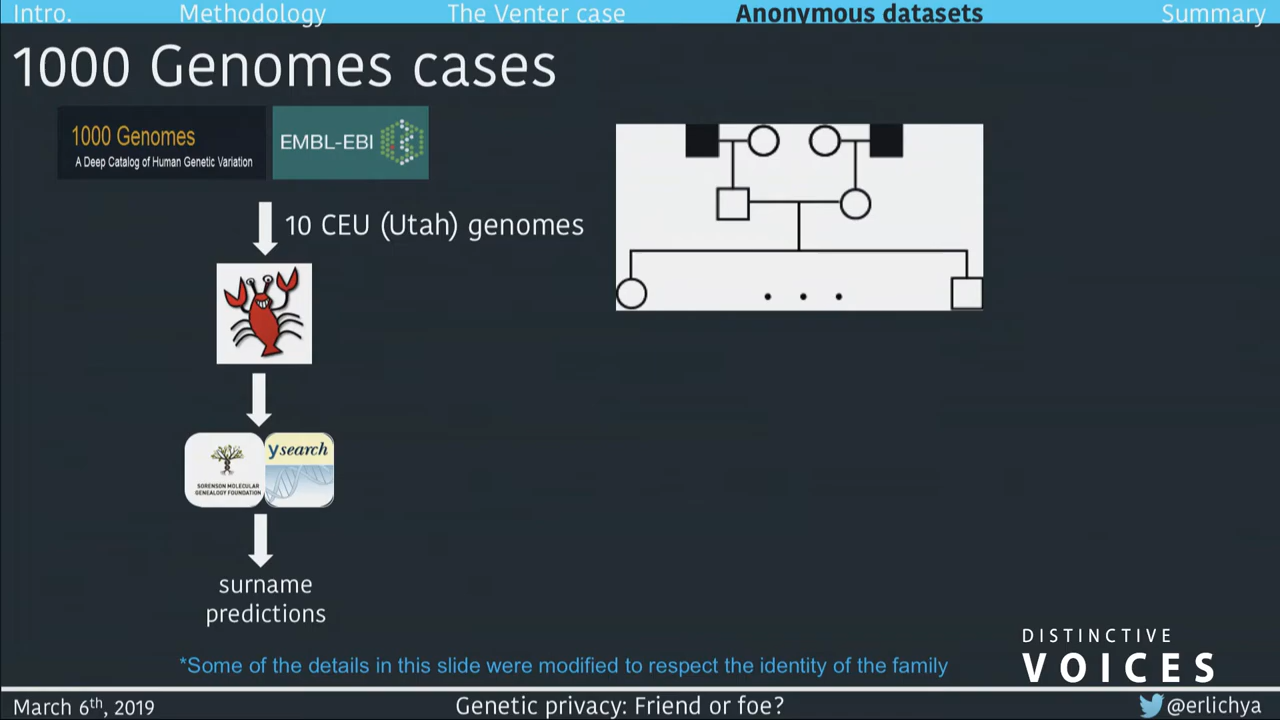 Intro. Methodology The Venter case Anonymous datasets Summary
1000 Genomes cases
1000 Genomes
A Deep Catalog of Human Genetic Variation
EMBL-EBI
10 CEU (Utah) genomes
SORENSON MOLECULAR
GENEALOGY FOUNDATION
ysearch
surname
predictions
*Some of the details in this slide were modified to respect the identity of the family
DISTINCTIVE
VOICES
March 6th, 2019 Genetic privacy: Friend or foe? @erlichya